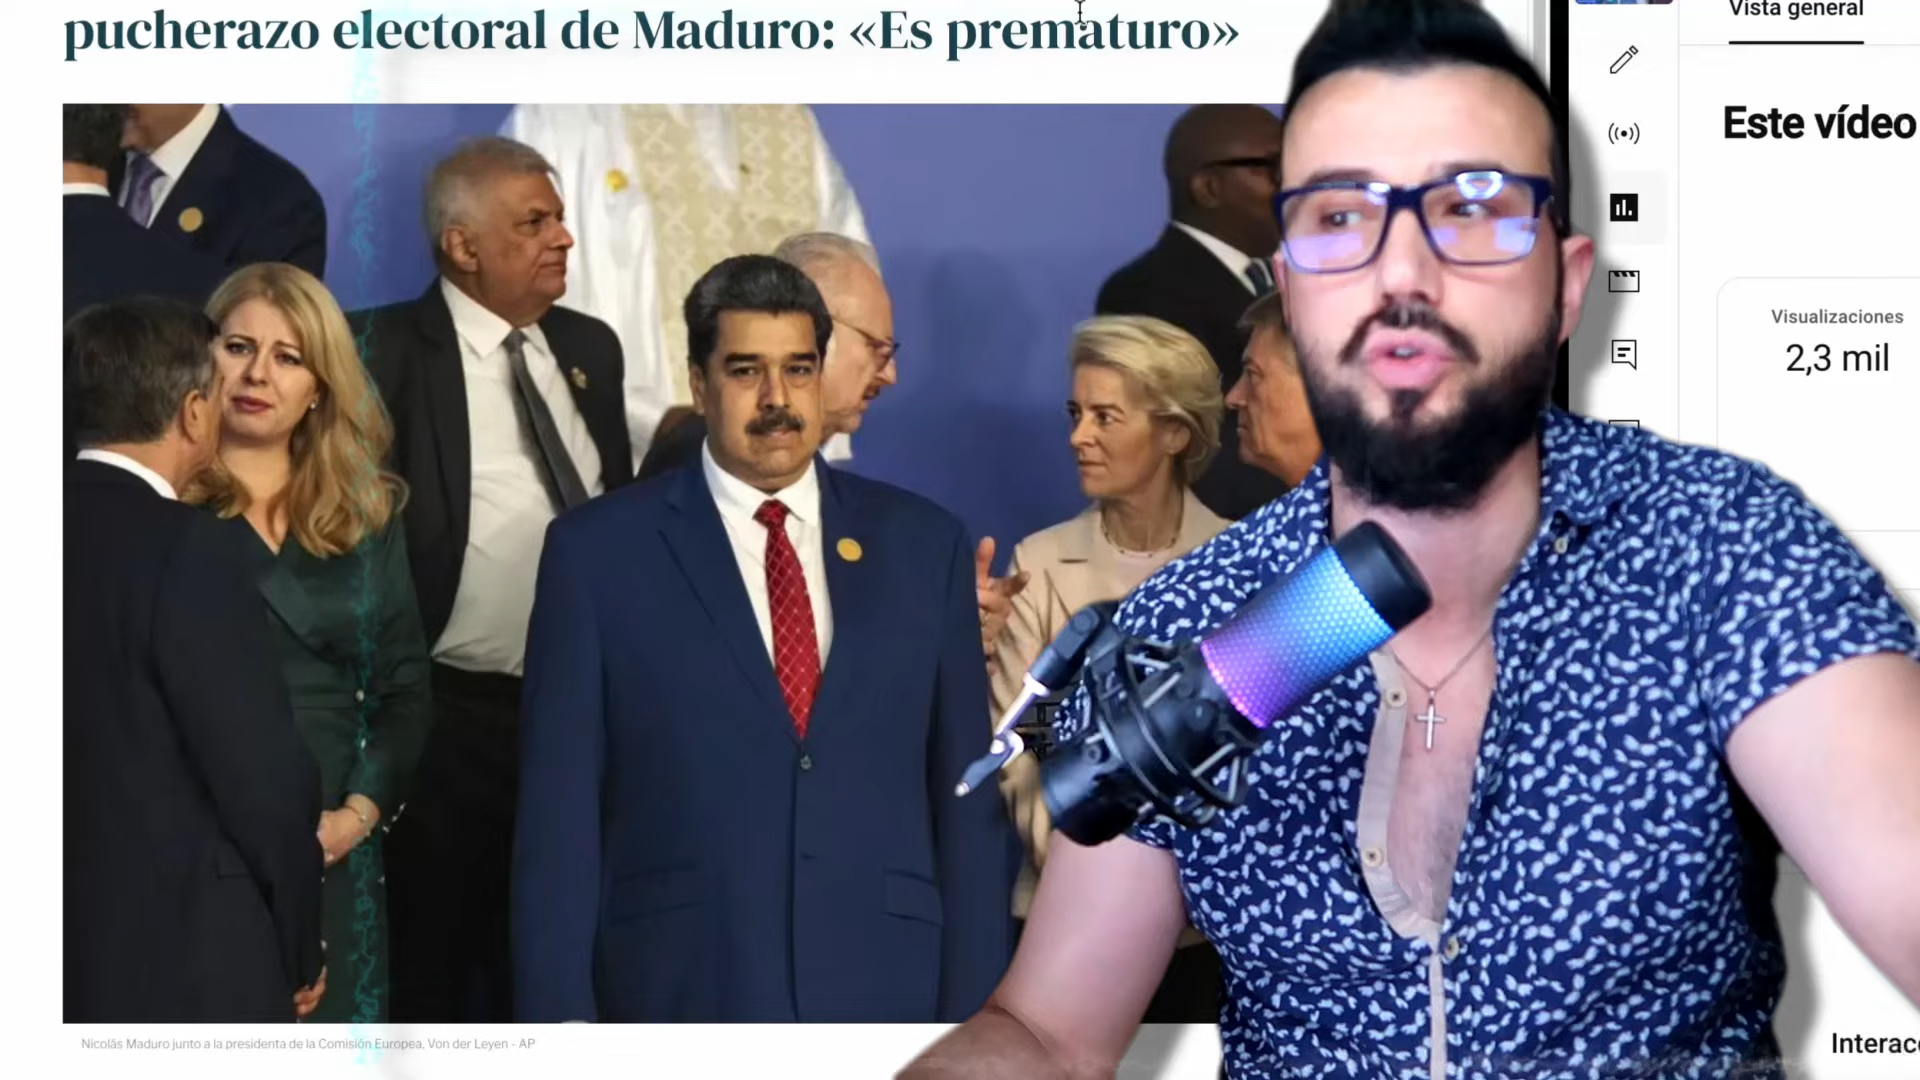 pucherazo electoral de Maduro: «Es prematuro»
Vista general
Este vídeo
Visualizaciones
2,3 mil
Nicolás Maduro junto a la presidenta de la Comisión Europea, Von der Leyen - AP